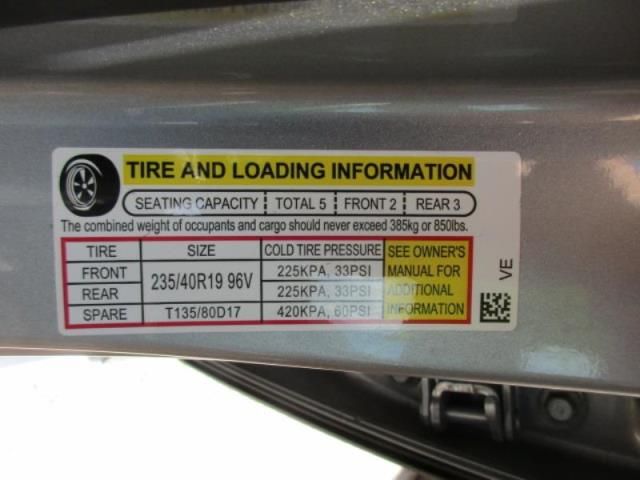 TIRE AND LOADING INFORMATION
SEATING CAPACITY TOTAL 5 FRONT 2 REAR 3
The combined weight of occupants and cargo should never exceed 385kg or 850lbs.
TIRE SIZE COLD TIRE PRESSURE SEE OWNER'S
FRONT 235/40R19 96V 225KPA, 33PSI MANUAL FOR
REAR 225KPA, 33PSI ADDITIONAL
SPARE T135/80D17 420KPA, 60PSI INFORMATION
VE